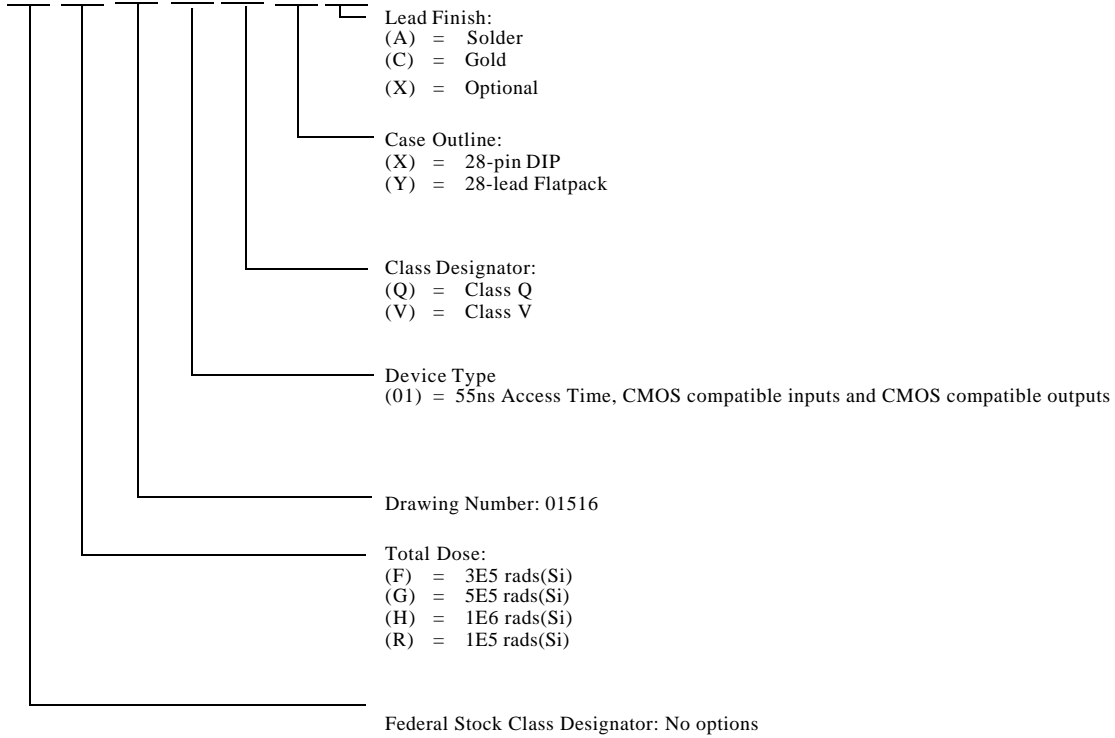 Lead Finish:
(A) = Solder
(C) = Gold
(X) = Optional
Case Outline:
(X) = 28-pin DIP
(Y) = 28-lead Flatpack
Class Designator:
(Q) = Class Q
(V) = Class V
Device Type
(01) = 55ns Access Time, CMOS compatible inputs and CMOS compatible outputs
Drawing Number: 01516
Total Dose:
(F) = 3E5 rads(Si)
(G) = 5E5 rads(Si)
(H) = 1E6 rads(Si)
(R) = 1E5 rads(Si)
Federal Stock Class Designator: No options